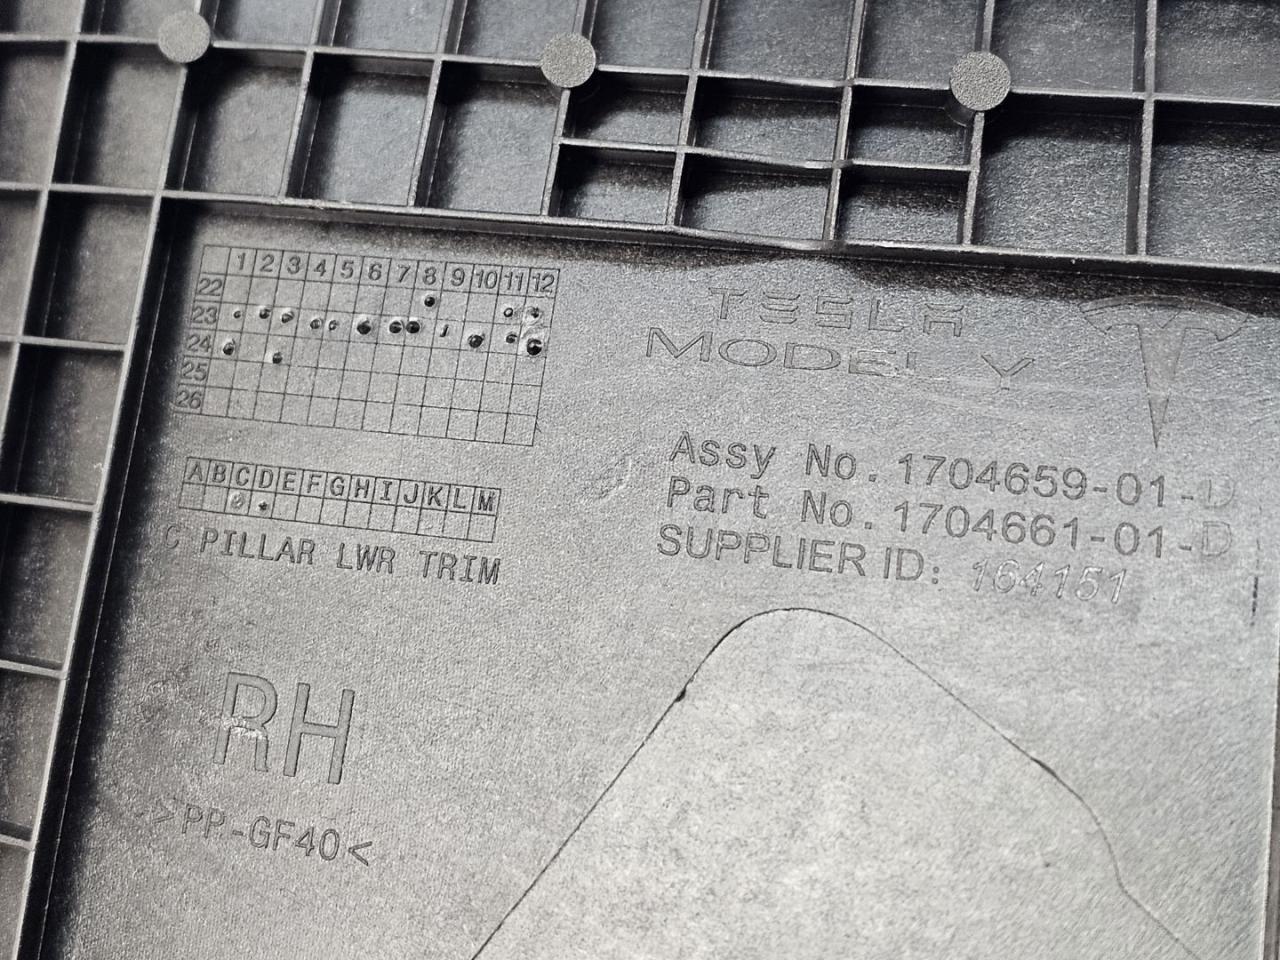 1 2 3 4 5 6 7 8 9 10 11 12
22
23
24
25
26
A B C D E F G H I J K L M
C PILLAR LWR TRIM
RH
>PP-GF40<
TESLA
MODEL Y
Assy No. 1704659-01-D
Part No. 1704661-01-D
SUPPLIER ID: 164151